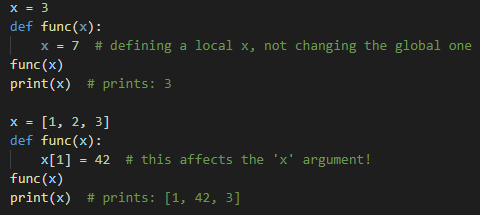 x = 3
def func(x):
    x = 7  # defining a local x, not changing the global one
func(x)
print(x)  # prints: 3

x = [1, 2, 3]
def func(x):
    x[1] = 42  # this affects the 'x' argument!
func(x)
print(x)  # prints: [1, 42, 3]